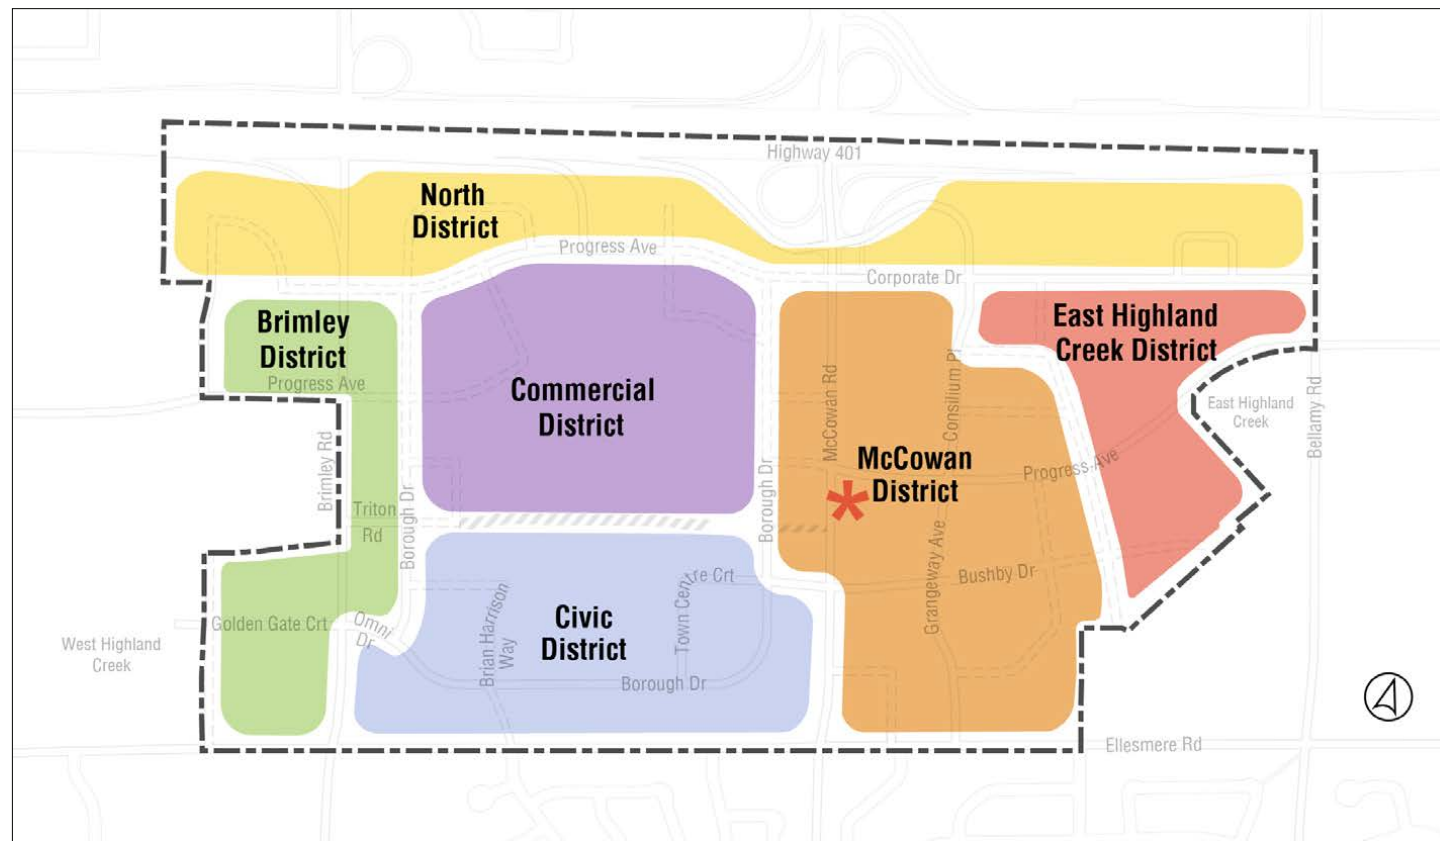 Highway 401
North
District
Progress Ave
Corporate Dr
Brimley
District
East Highland
Creek District
Progress Ave
Commercial
District
McCowan Rd
Consilium Pl
East Highland
Creek
Bellamy Rd
Brimley Rd
McCowan
District
Progress Ave
Borough Dr
Borough Dr
Triton
Rd
*
Grangeway Ave
Bushby Dr
Town Centre Crt
Brian Harrison
Way
Civic
District
Golden Gate Crt
Omni
Dr
West Highland
Creek
Borough Dr
Ellesmere Rd